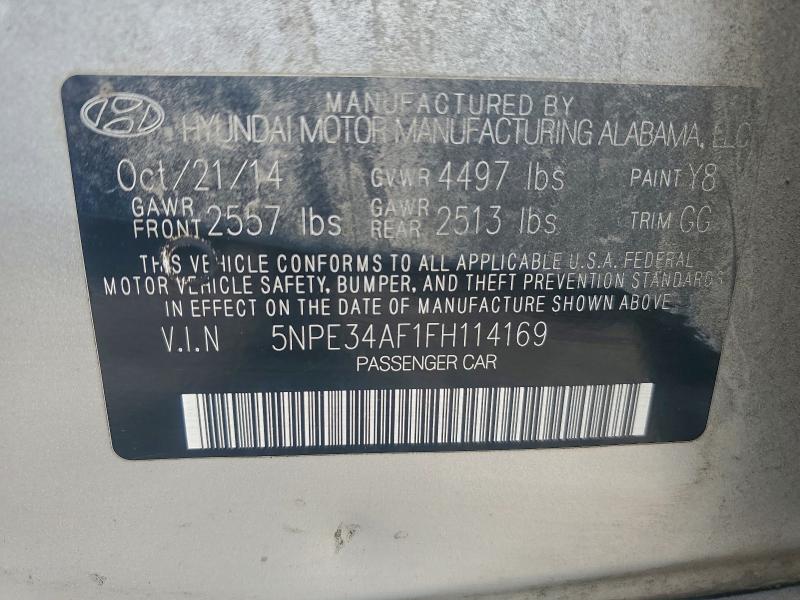 MANUFACTURED BY
HYUNDAI MOTOR MANUFACTURING ALABAMA, LLC
Oct/21/14 GVWR 4497 lbs PAINT Y8
GAWR FRONT 2557 lbs GAWR REAR 2513 lbs TRIM GG
THIS VEHICLE CONFORMS TO ALL APPLICABLE U.S.A. FEDERAL
MOTOR VEHICLE SAFETY, BUMPER, AND THEFT PREVENTION STANDARDS
IN EFFECT ON THE DATE OF MANUFACTURE SHOWN ABOVE.
V.I.N 5NPE34AF1FH114169
PASSENGER CAR